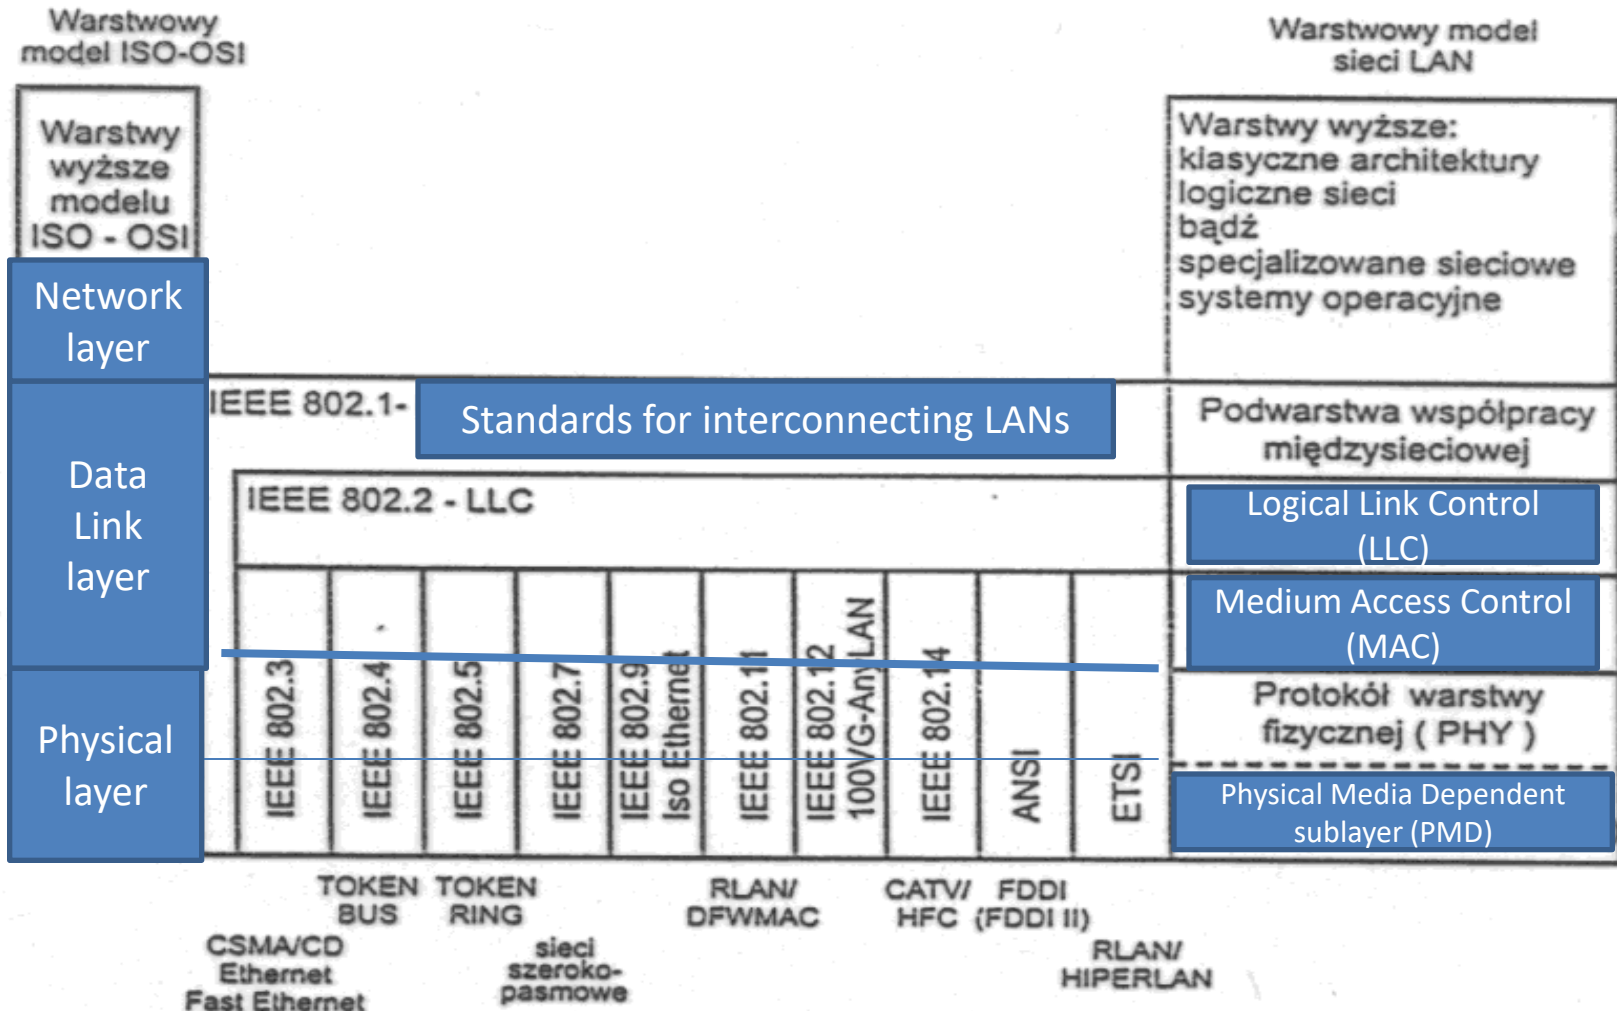 Warstwowy
model ISO-OSI
Warstwowy model
sieci LAN
Warstwy
wyższe
modelu
ISO - OSI
Warstwy wyższe:
klasyczne architektury
logiczne sieci
bądź
specjalizowane sieciowe
systemy operacyjne
Network
layer
IEEE 802.1-
Standards for interconnecting LANs
Podwarstwa współpracy
międzysieciowej
Data
Link
layer
IEEE 802.2 - LLC
Logical Link Control
(LLC)
Medium Access Control
(MAC)
Physical
layer
IEEE 802.3
IEEE 802.4
IEEE 802.5
IEEE 802.7
IEEE 802.9
Iso Ethernet
IEEE 802.11
IEEE 802.12
100VG-AnyLAN
IEEE 802.14
ANSI
ETSI
Protokół warstwy
fizycznej ( PHY )
Physical Media Dependent
sublayer (PMD)
TOKEN
BUS
TOKEN
RING
RLAN/
DFWMAC
CATV/
HFC
FDDI
(FDDI II)
CSMA/CD
Ethernet
Fast Ethernet
sieci
szeroko-
pasmowe
RLAN/
HIPERLAN